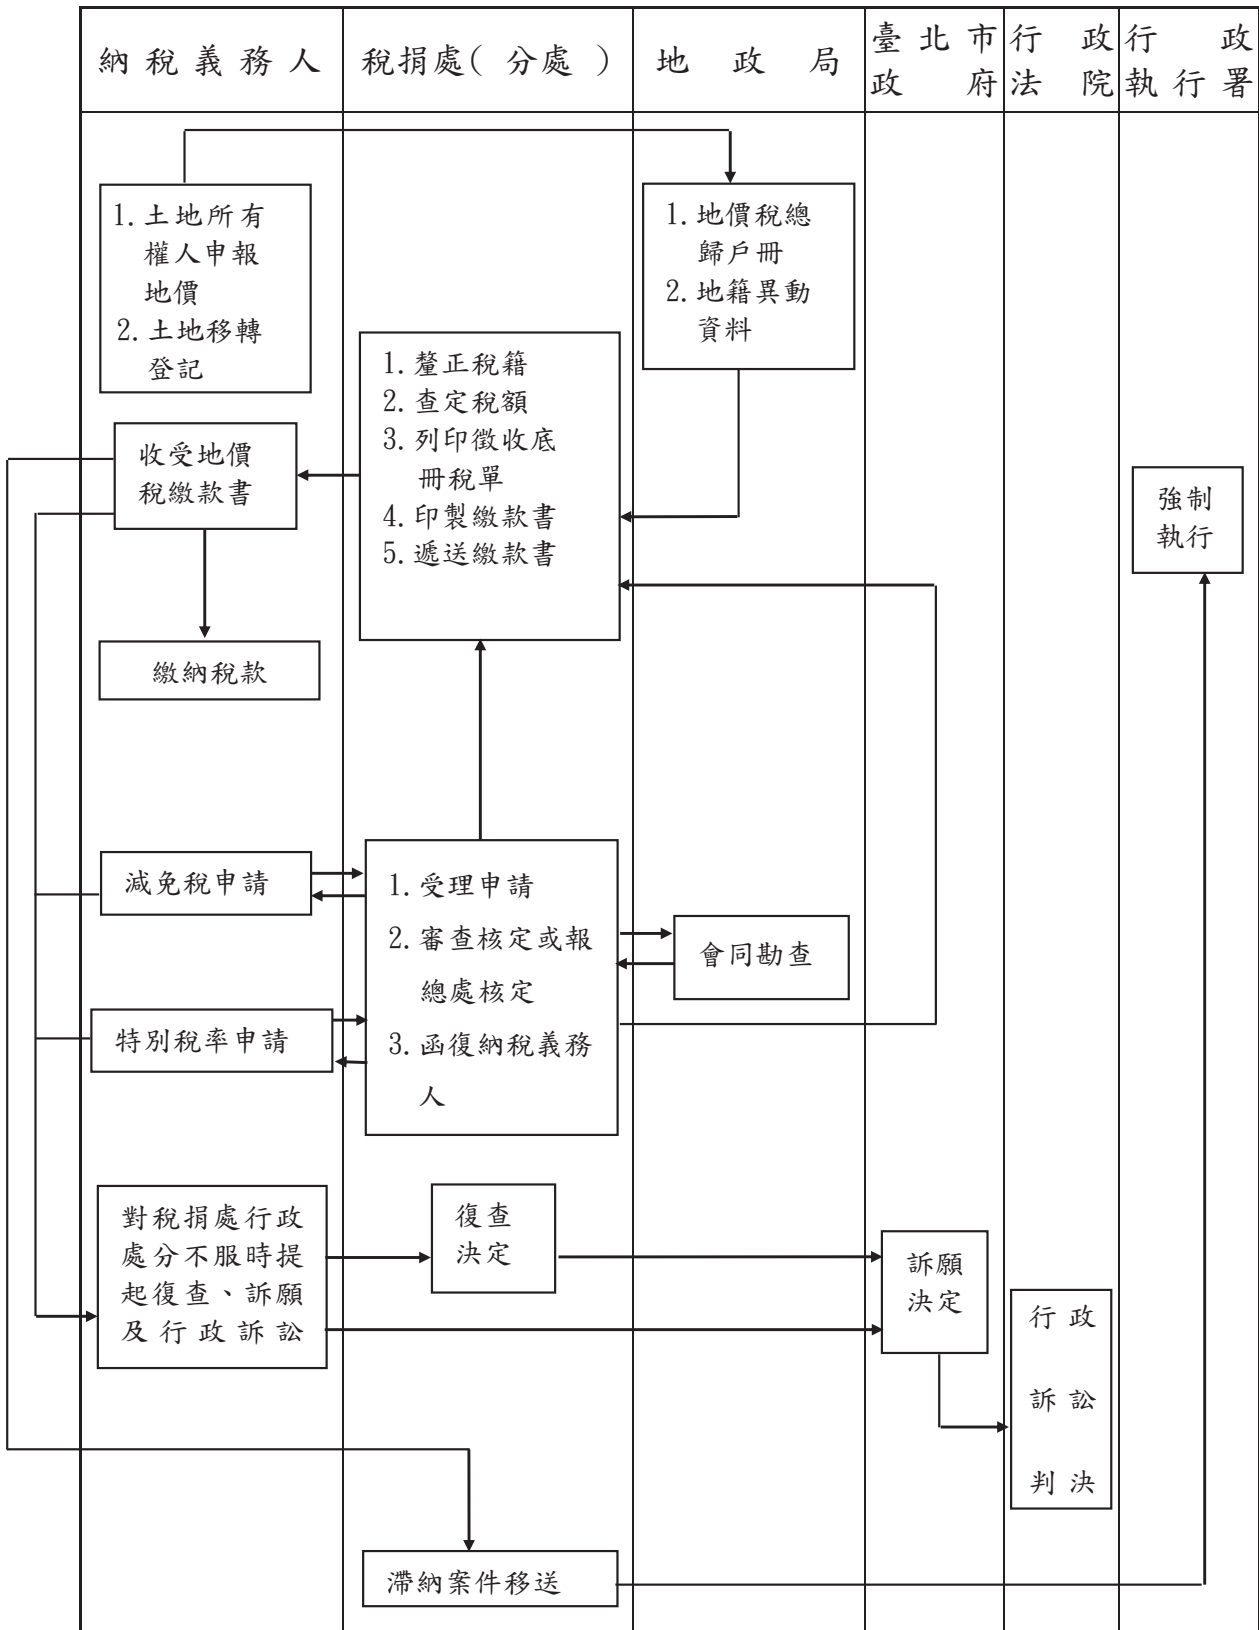 納稅義務人
稅捐處(分處)
地政局
臺北市
政府
行政
法院
行政
執行署
1.土地所有
權人申報
地價
2.土地移轉
登記
1.地價稅總
歸戶冊
2.地籍異動
資料
1.釐正稅籍
2.查定稅額
3.列印徵收底
冊稅單
4.印製繳款書
5.遞送繳款書
收受地價
稅繳款書
強制
執行
繳納稅款
減免稅申請
1.受理申請
2.審查核定或報
總處核定
3.函復納稅義務
人
會同勘查
特別稅率申請
對稅捐處行政
處分不服時提
起復查、訴願
及行政訴訟
復查
決定
訴願
決定
行政
訴訟
判決
滯納案件移送